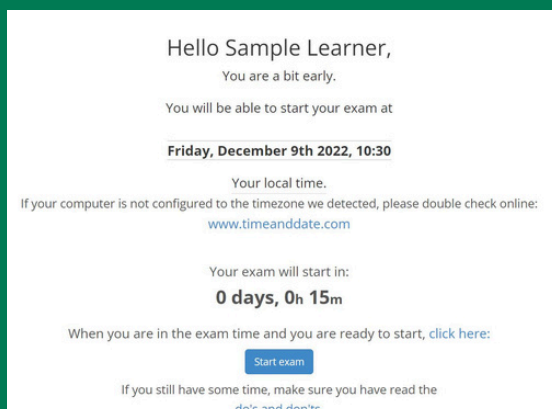 Hello Sample Learner,
You are a bit early.
You will be able to start your exam at
Friday, December 9th 2022, 10:30
Your local time.
If your computer is not configured to the timezone we detected, please double check online:
www.timeanddate.com
Your exam will start in:
0 days, 0h 15m
When you are in the exam time and you are ready to start, click here:
Start exam
If you still have some time, make sure you have read the
do's and don'ts